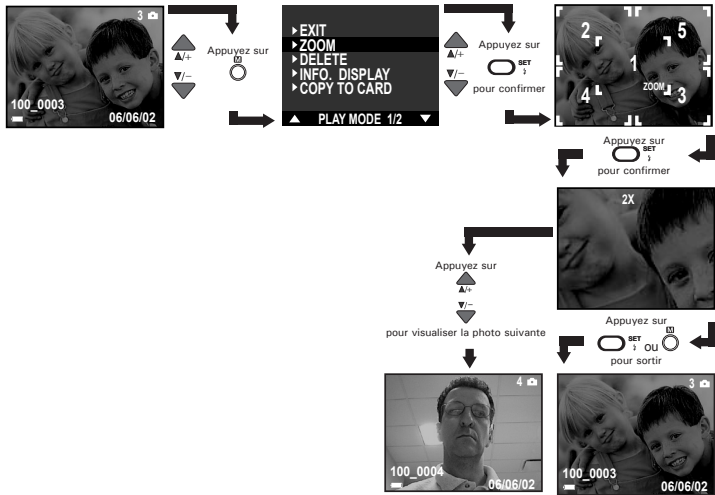 3
100_0003
06/06/02
▲/+
▼/−
Appuyez sur
M
EXIT
ZOOM
DELETE
INFO. DISPLAY
COPY TO CARD
PLAY MODE 1/2
▲/+
▼/−
Appuyez sur
SET
pour confirmer
2
5
1
4
ZOOM
3
Appuyez sur
SET
pour confirmer
2X
Appuyez sur
▲/+
▼/−
pour visualiser la photo suivante
Appuyez sur
M
SET
ou
pour sortir
4
100_0004
06/06/02
3
100_0003
06/06/02